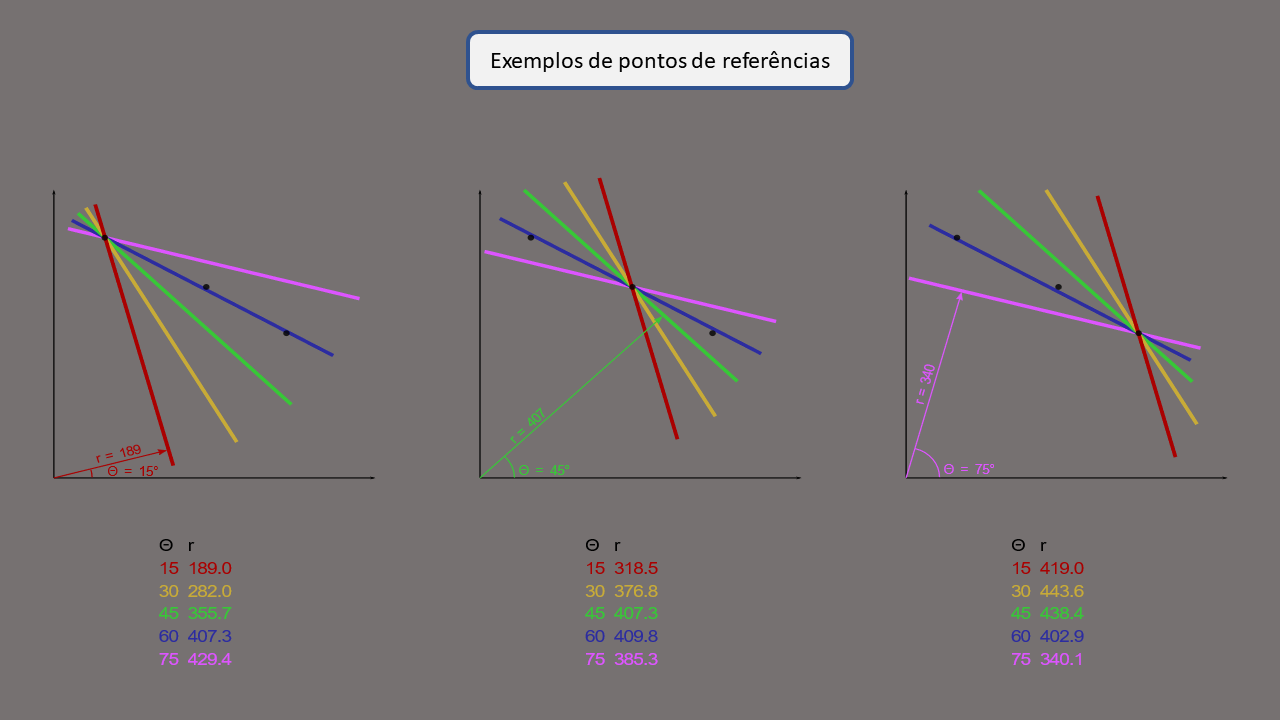 Exemplos de pontos de referências
r = 189
Θ = 15°
r = 407
Θ = 45°
r = 340
Θ = 75°
Θ r
15 189.0
30 282.0
45 355.7
60 407.3
75 429.4
Θ r
15 318.5
30 376.8
45 407.3
60 409.8
75 385.3
Θ r
15 419.0
30 443.6
45 438.4
60 402.9
75 340.1